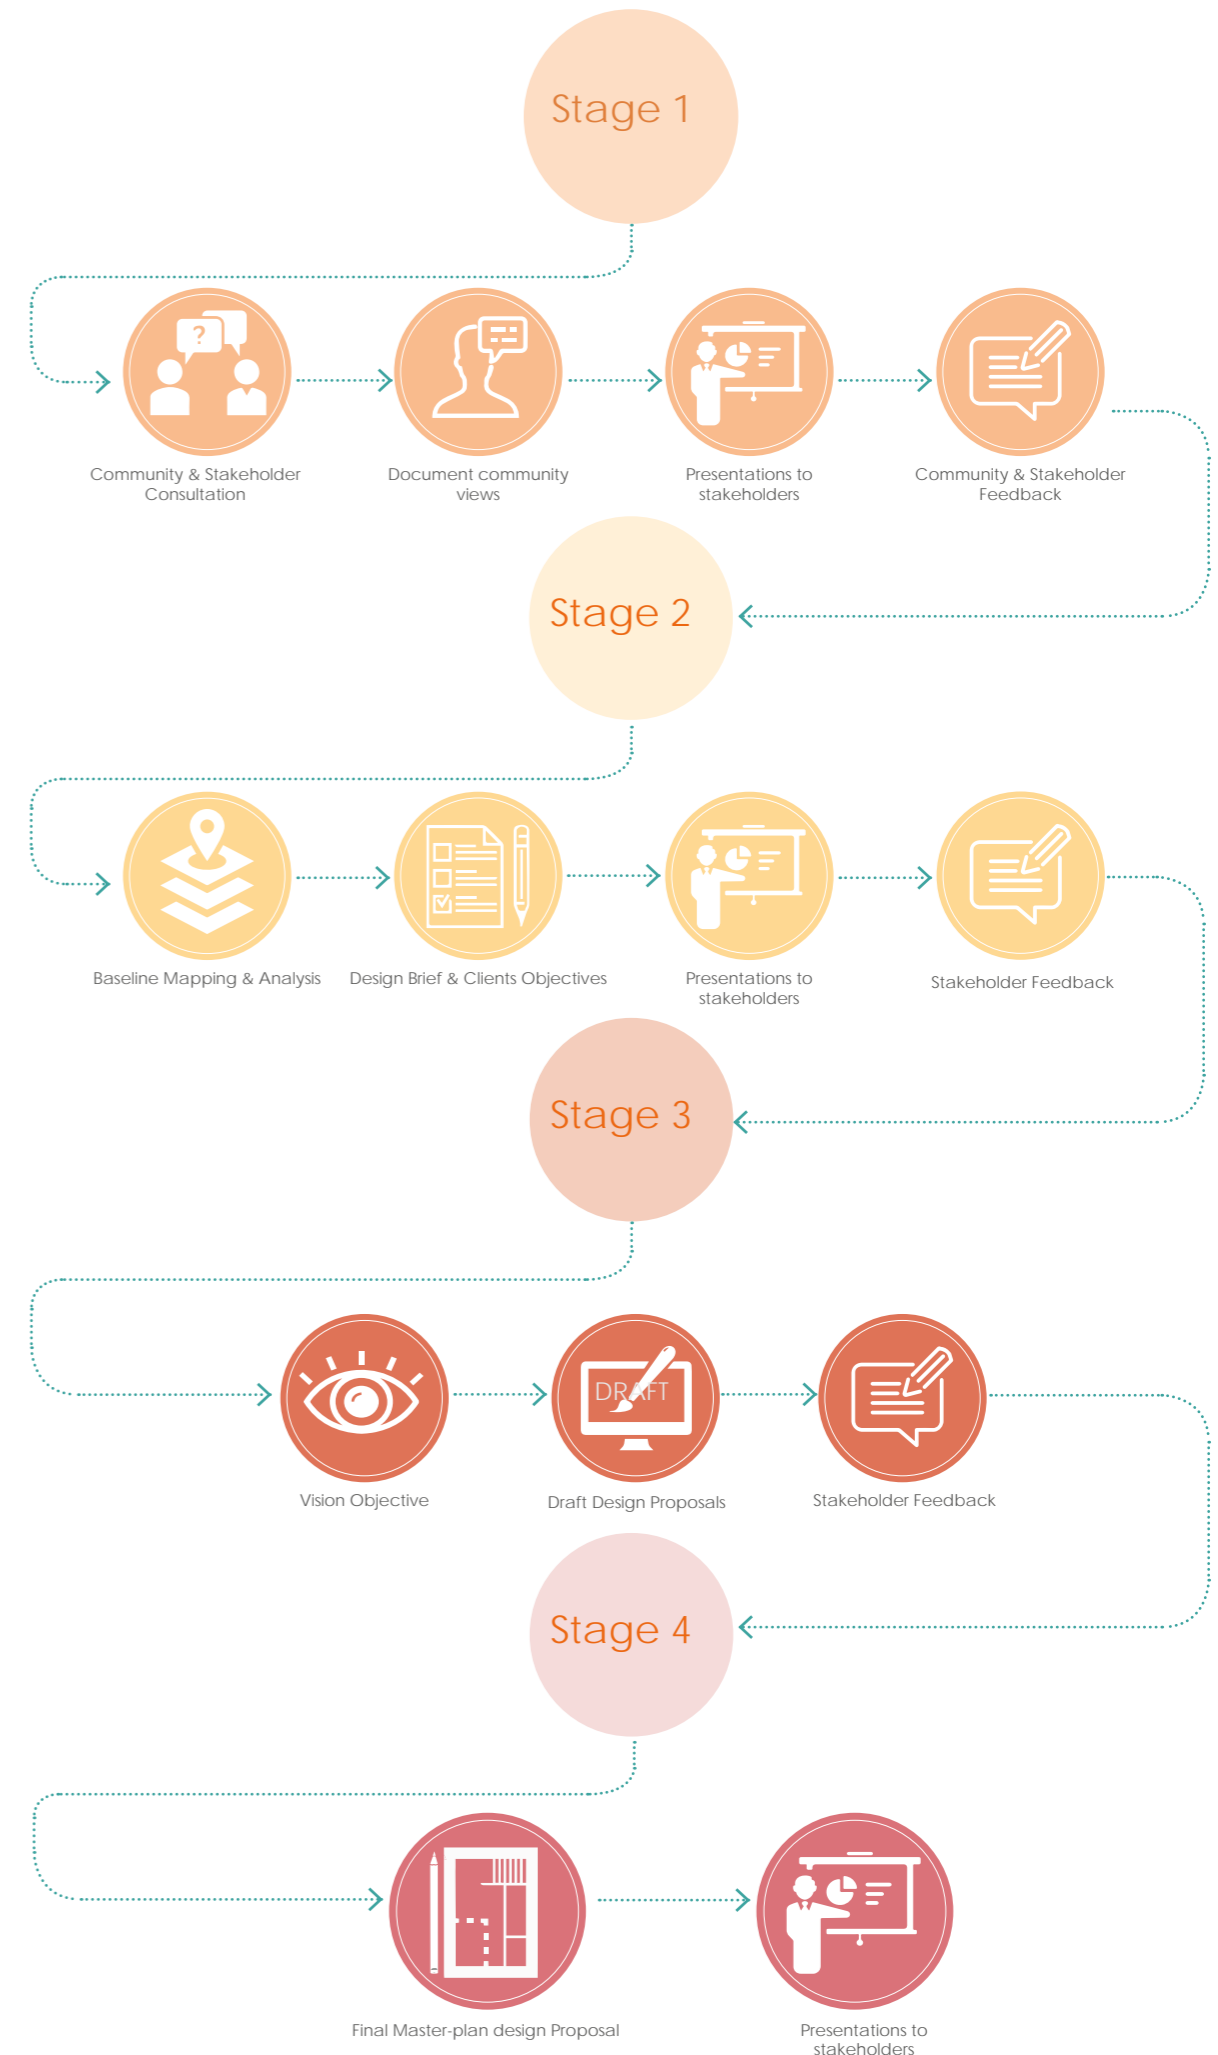 Stage 1
?
Community & Stakeholder
Consultation
Document community
views
Presentations to
stakeholders
Community & Stakeholder
Feedback
Stage 2
Baseline Mapping & Analysis
Design Brief & Clients Objectives
Presentations to
stakeholders
Stakeholder Feedback
Stage 3
DRAFT
Vision Objective
Draft Design Proposals
Stakeholder Feedback
Stage 4
Final Master-plan design Proposal
Presentations to
stakeholders